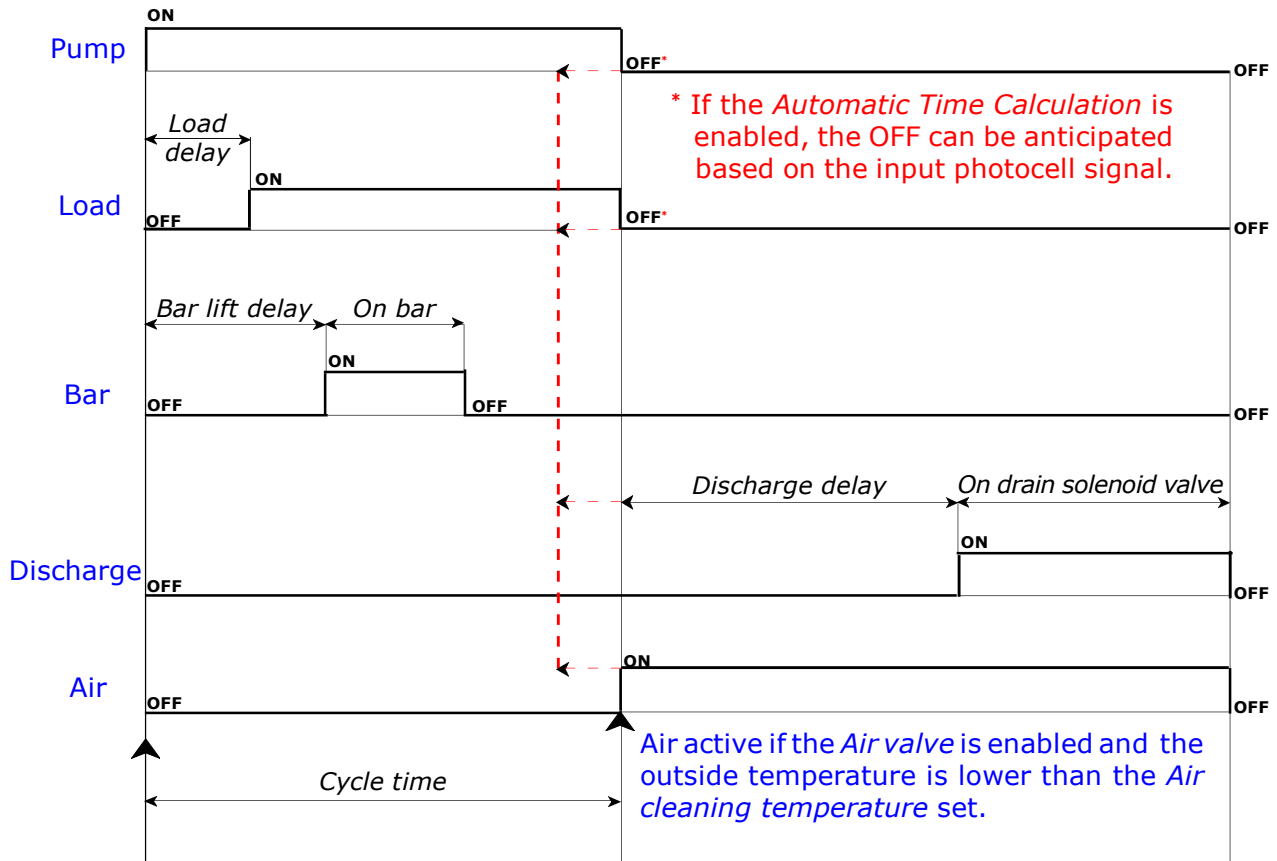 ON
Pump
OFF*
OFF
* If the Automatic Time Calculation is
enabled, the OFF can be anticipated
based on the input photocell signal.
Load
delay
ON
Load
OFF
OFF*
OFF
Bar lift delay
On bar
ON
Bar
OFF
OFF
OFF
Discharge delay
On drain solenoid valve
ON
Discharge
OFF
OFF
ON
Air
OFF
OFF
Air active if the Air valve is enabled and the
outside temperature is lower than the Air
cleaning temperature set.
Cycle time